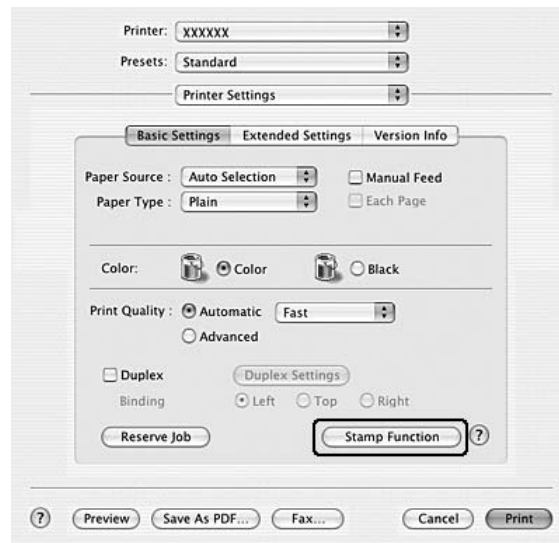 Printer: XXXXXX
Presets: Standard
Printer Settings
Basic Settings Extended Settings Version Info
Paper Source : Auto Selection Manual Feed
Paper Type : Plain Each Page
Color: Color Black
Print Quality : Automatic Fast
Advanced
Duplex Duplex Settings
Binding Left Top Right
Reserve Job Stamp Function ?
? Preview Save As PDF... Fax... Cancel Print